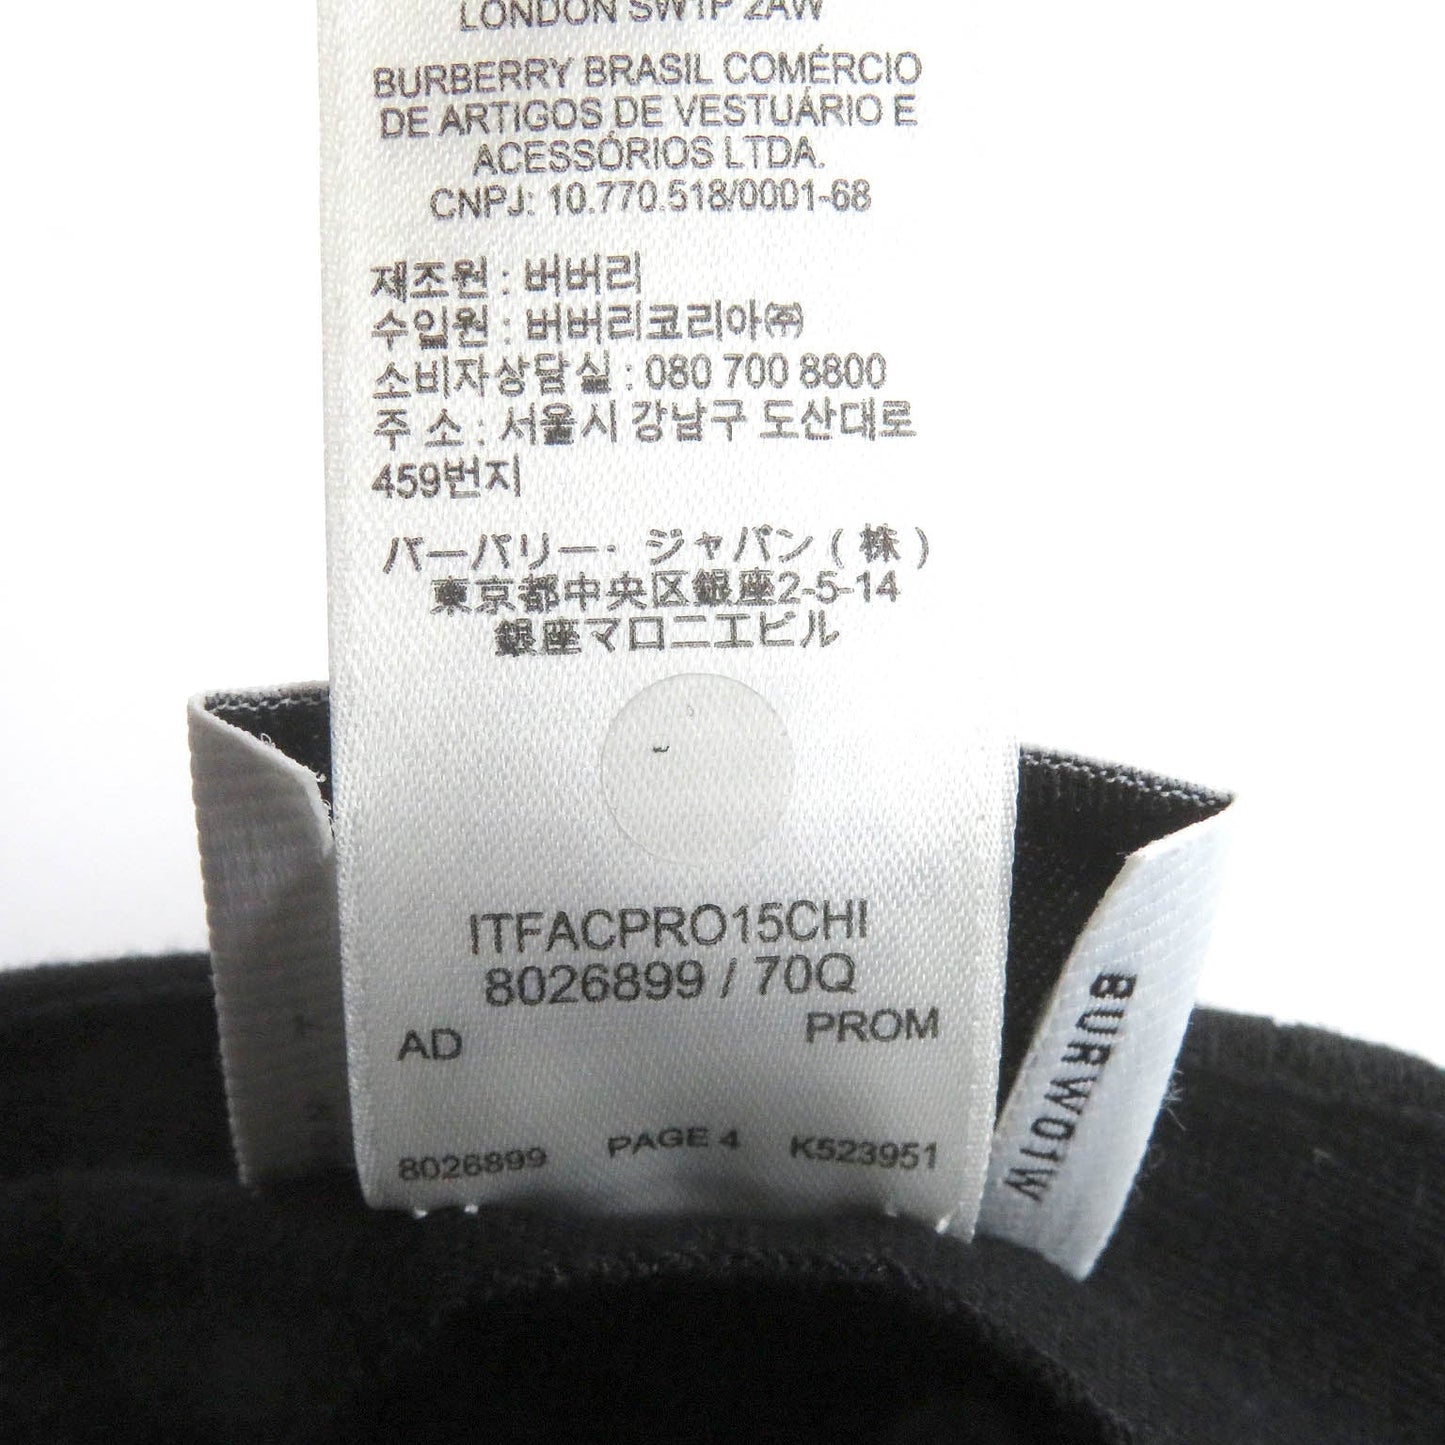 LONDON SW1P 2AW
BURBERRY BRASIL COMÉRCIO
DE ARTIGOS DE VESTUÁRIO E
ACESSÓRIOS LTDA.
CNPJ: 10.770.518/0001-68
제조원 : 버버리
수입원 : 버버리코리아㈜
소비자상담실 : 080 700 8800
주 소 : 서울시 강남구 도산대로
459번지
バーバリー· ジャパン ( 株 )
東京都中央区銀座2-5-14
銀座マロニエビル
ITFACPRO15CHI
8026899 / 70Q
AD PROM
8026899 PAGE 4 K523951
BURW01W